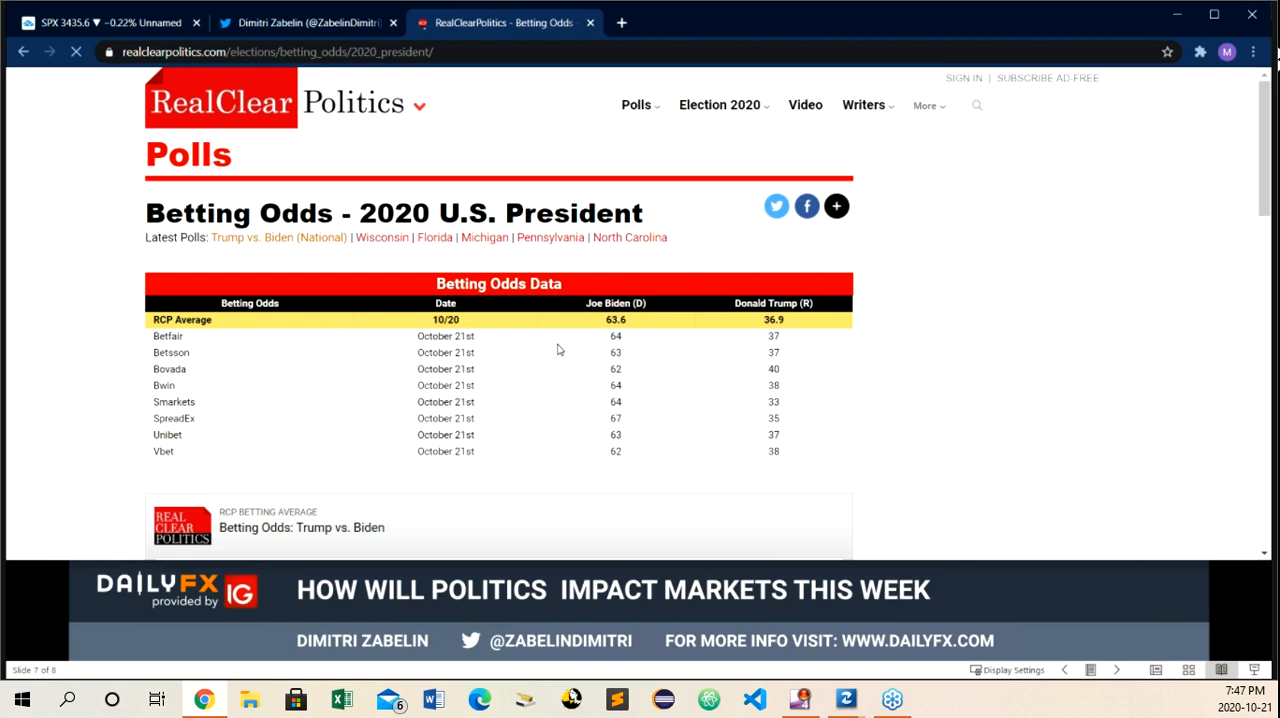 SPX 3435.6 ▼ −0.22% Unnamed
Dimitri Zabelin (@ZabelinDimitri
RealClearPolitics - Betting Odds -
realclearpolitics.com/elections/betting_odds/2020_president/
M
SIGN IN | SUBSCRIBE AD-FREE
RealClear Politics
Polls Election 2020 Video Writers More
Polls
Betting Odds - 2020 U.S. President
Latest Polls: Trump vs. Biden (National) | Wisconsin | Florida | Michigan | Pennsylvania | North Carolina
Betting Odds Data
Betting Odds Date Joe Biden (D) Donald Trump (R)
RCP Average 10/20 63.6 36.9
Betfair October 21st 64 37
Betsson October 21st 63 37
Bovada October 21st 62 40
Bwin October 21st 64 38
Smarkets October 21st 64 33
SpreadEx October 21st 67 35
Unibet October 21st 63 37
Vbet October 21st 62 38
REAL CLEAR POLITICS
RCP BETTING AVERAGE
Betting Odds: Trump vs. Biden
DAILYFX provided by IG
HOW WILL POLITICS IMPACT MARKETS THIS WEEK
DIMITRI ZABELIN @ZABELINDIMITRI FOR MORE INFO VISIT: WWW.DAILYFX.COM
Slide 7 of 8
Display Settings
6
7:47 PM
2020-10-21